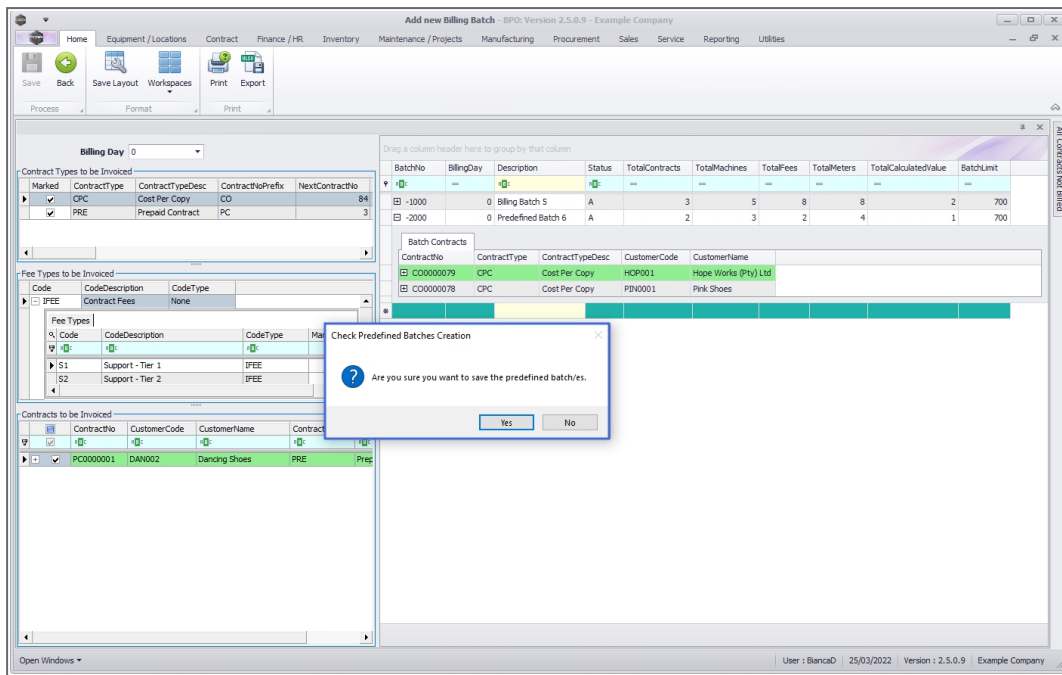 Add new Billing Batch - BPO: Version 2.5.0.9 - Example Company
Home Equipment / Locations Contract Finance / HR Inventory Maintenance / Projects Manufacturing Procurement Sales Service Reporting Utilities
Save Back Save Layout Workspaces Print Export
Process Format Print
Billing Day 0
Contract Types to be Invoiced
Marked ContractType ContractTypeDesc ContractNoPrefix NextContractNo
CPC Cost Per Copy CO 84
PRE Prepaid Contract PC 3
Fee Types to be Invoiced
Code CodeDescription CodeType
IFEE Contract Fees None
Fee Types
Code CodeDescription CodeType Mar
S1 Support - Tier 1 IFEE
S2 Support - Tier 2 IFEE
Contracts to be Invoiced
ContractNo CustomerCode CustomerName Contract
PC0000001 DAN002 Dancing Shoes PRE Prep
Drag a column header here to group by that column
BatchNo BillingDay Description Status TotalContracts TotalMachines TotalFees TotalMeters TotalCalculatedValue BatchLimit
-1000 0 Billing Batch 5 A 3 5 8 8 2 700
-2000 0 Predefined Batch 6 A 2 3 2 4 1 700
Batch Contracts
ContractNo ContractType ContractTypeDesc CustomerCode CustomerName
CO0000079 CPC Cost Per Copy HOP001 Hope Works (Pty) Ltd
CO0000078 CPC Cost Per Copy PIN0001 Pink Shoes
All Contracts Not Billed
Check Predefined Batches Creation
Are you sure you want to save the predefined batch/es.
Yes No
Open Windows User : BiancaD 25/03/2022 Version : 2.5.0.9 Example Company